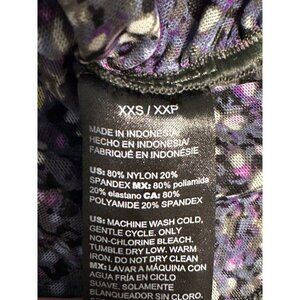 XXS / XXP
MADE IN INDONESIA/
HECHO EN INDONESIA/
FABRIQUÉ EN INDONÉSIE
US: 80% NYLON 20%
SPANDEX MX: 80% poliamida
20% elastano CA: 80%
POLYAMIDE 20% SPANDEX
US: MACHINE WASH COLD,
GENTLE CYCLE. ONLY
NON-CHLORINE BLEACH.
TUMBLE DRY LOW. WARM
IRON. DO NOT DRY CLEAN
MX: LAVAR A MÁQUINA CON
AGUA FRÍA EN CICLO
SUAVE. SOLAMENTE
BLANQUEADOR SIN CLORO.